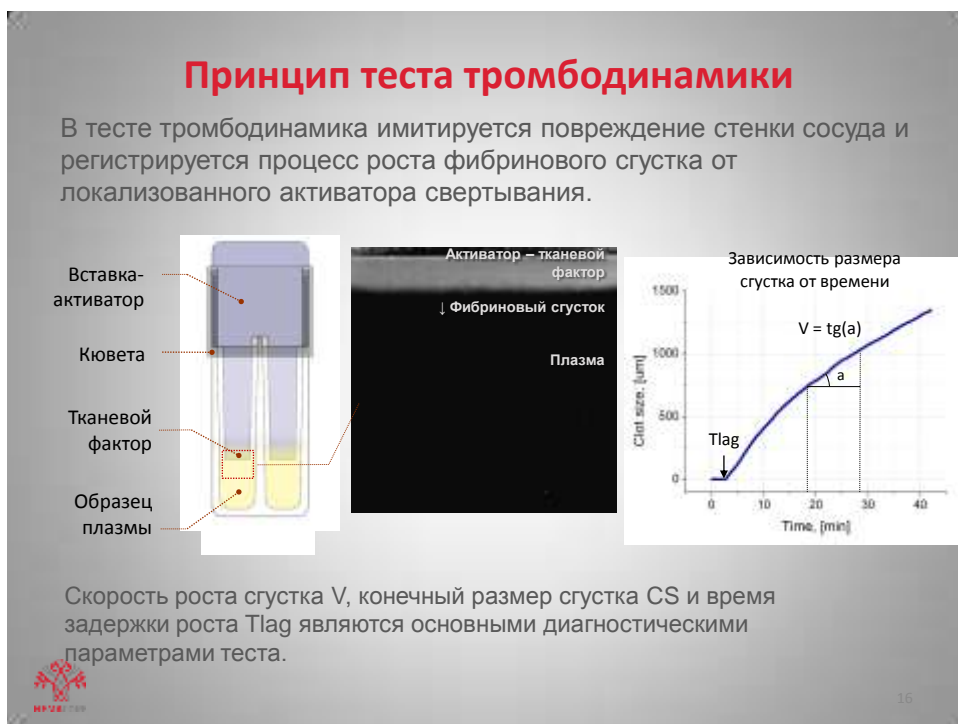 Принцип теста тромбодинамики
В тесте тромбодинамика имитируется повреждение стенки сосуда и
регистрируется процесс роста фибринового сгустка от
локализованного активатора свертывания.
Вставка-
активатор
Кювета
Тканевой
фактор
Образец
плазмы
Активатор – тканевой
фактор
↓ Фибриновый сгусток
Плазма
Зависимость размера
сгустка от времени
V = tg(a)
a
Tlag
Clot size, [um]
1500
1000
500
0
0 10 20 30 40
Time, [min]
Скорость роста сгустка V, конечный размер сгустка CS и время
задержки роста Tlag являются основными диагностическими
параметрами теста.
16